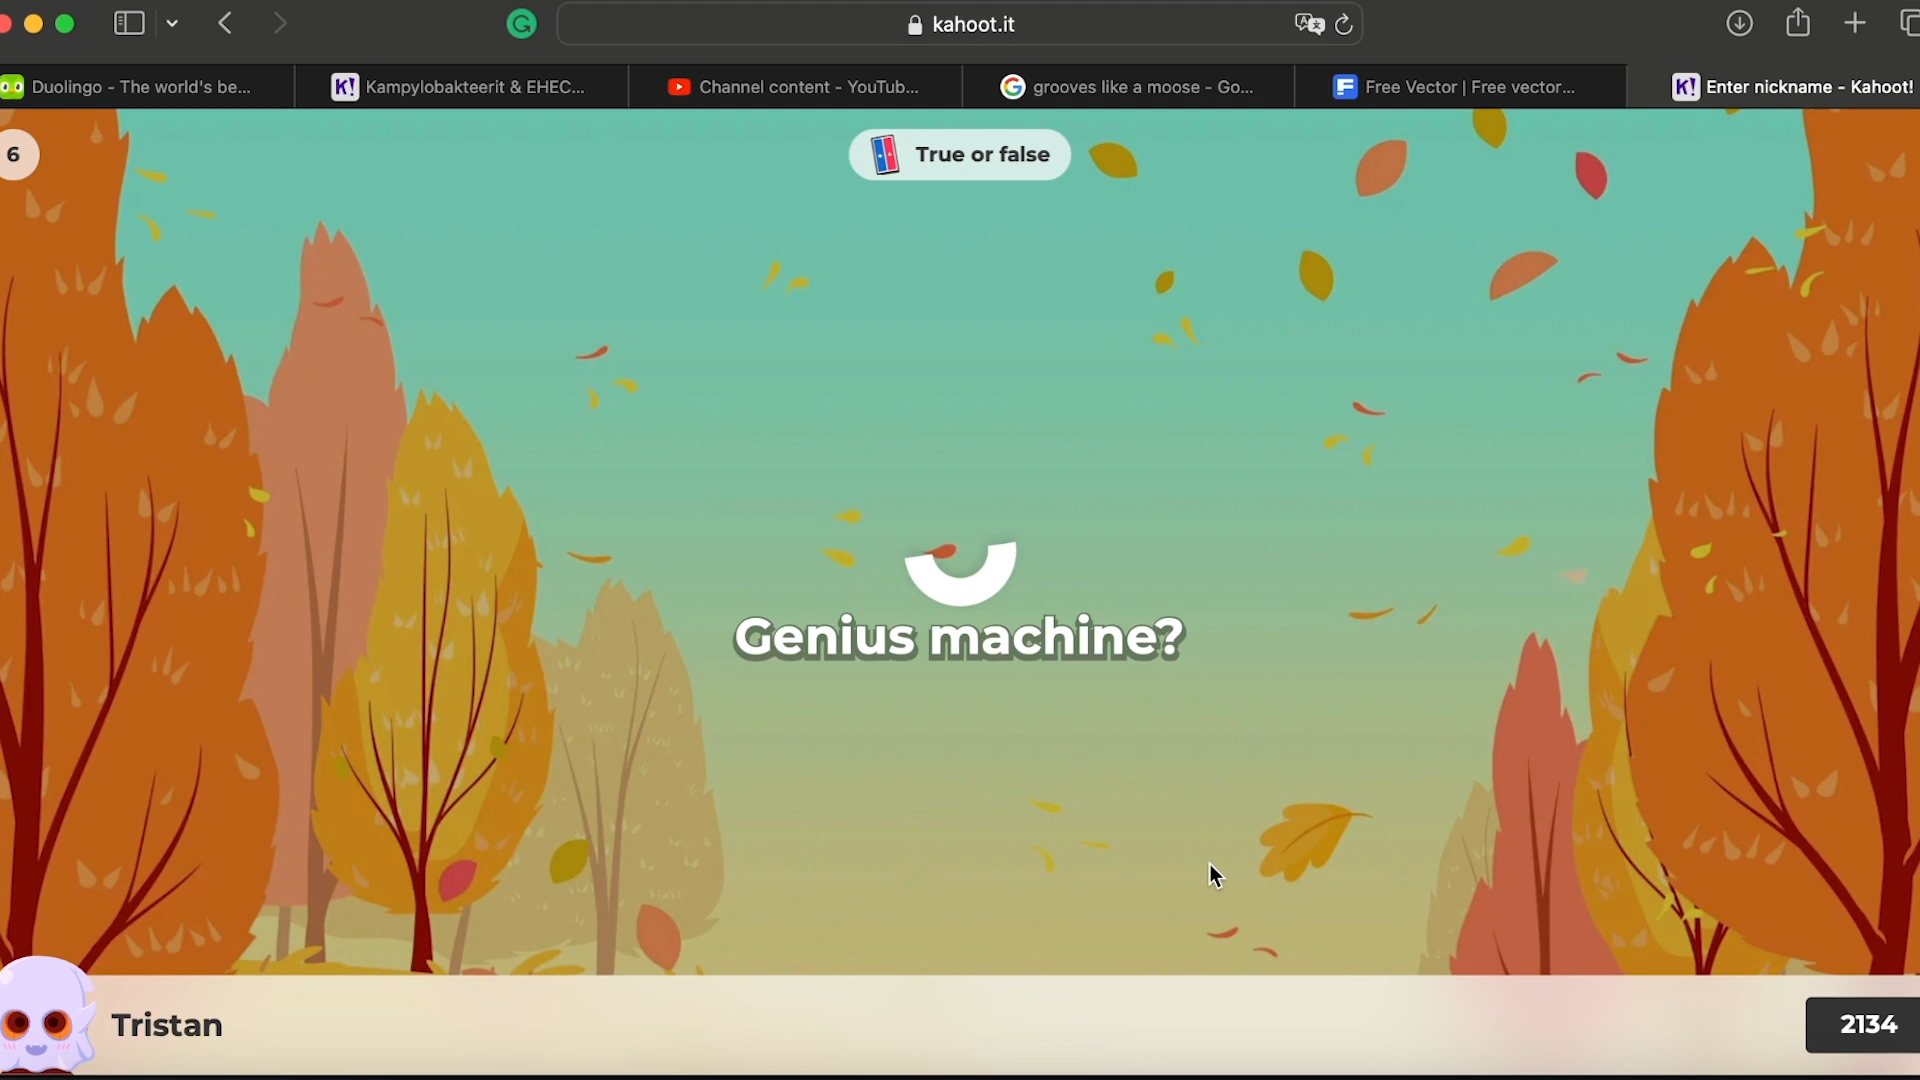 kahoot.it
Duolingo - The world's be...
K! Kampylobakteerit & EHEC...
Channel content - YouTub...
grooves like a moose - Go...
Free Vector | Free vector...
K! Enter nickname - Kahoot!
6
True or false
Genius machine?
Tristan
2134